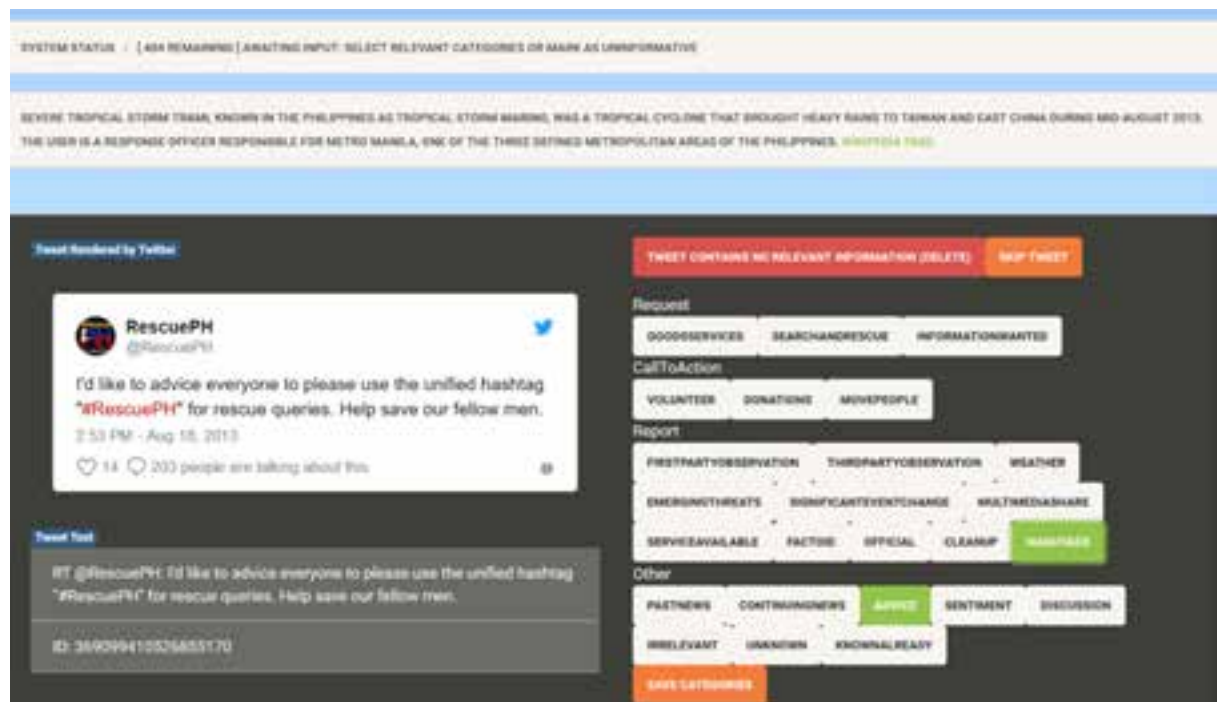 SYSTEM STATUS : [ 484 REMAINING ] AWAITING INPUT: SELECT RELEVANT CATEGORIES OR MARK AS UNINFORMATIVE
SEVERE TROPICAL STORM TRAMI, KNOWN IN THE PHILIPPINES AS TROPICAL STORM MARING, WAS A TROPICAL CYCLONE THAT BROUGHT HEAVY RAINS TO TAIWAN AND EAST CHINA DURING MID-AUGUST 2013.
THE USER IS A RESPONSE OFFICER RESPONSIBLE FOR METRO MANILA, ONE OF THE THREE DEFINED METROPOLITAN AREAS OF THE PHILIPPINES. WIKIPEDIA PAGE
Tweet Rendered by Twitter
TWEET CONTAINS NO RELEVANT INFORMATION (DELETE) SKIP TWEET
RescuePH
@RescuePH
I'd like to advice everyone to please use the unified hashtag
"#RescuePH" for rescue queries. Help save our fellow men.
2:53 PM - Aug 18, 2013
14 203 people are talking about this
Tweet Text
RT @RescuePH: I'd like to advice everyone to please use the unified hashtag
"#RescuePH" for rescue queries. Help save our fellow men.
ID:
Request
GOODSSERVICES SEARCHANDRESCUE INFORMATIONWANTED
CallToAction
VOLUNTEER DONATIONS MOVEPEOPLE
Report
FIRSTPARTYOBSERVATION THIRDPARTYOBSERVATION WEATHER
EMERGINGTHREATS SIGNIFICANTEVENTCHANGE MULTIMEDIASHARE
SERVICEAVAILABLE FACTOID OFFICIAL CLEANUP HASHTAGS
Other
PASTNEWS CONTINUINGNEWS ADVICE SENTIMENT DISCUSSION
IRRELEVANT UNKNOWN KNOWNALREADY
SAVE CATEGORIES